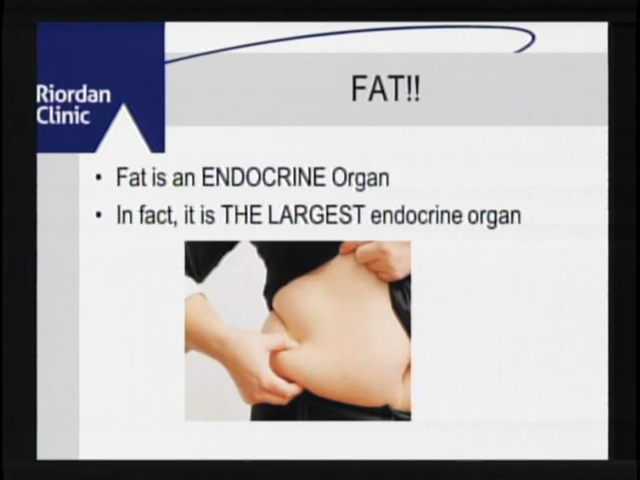 Riordan
Clinic
FAT!!
• Fat is an ENDOCRINE Organ
• In fact, it is THE LARGEST endocrine organ